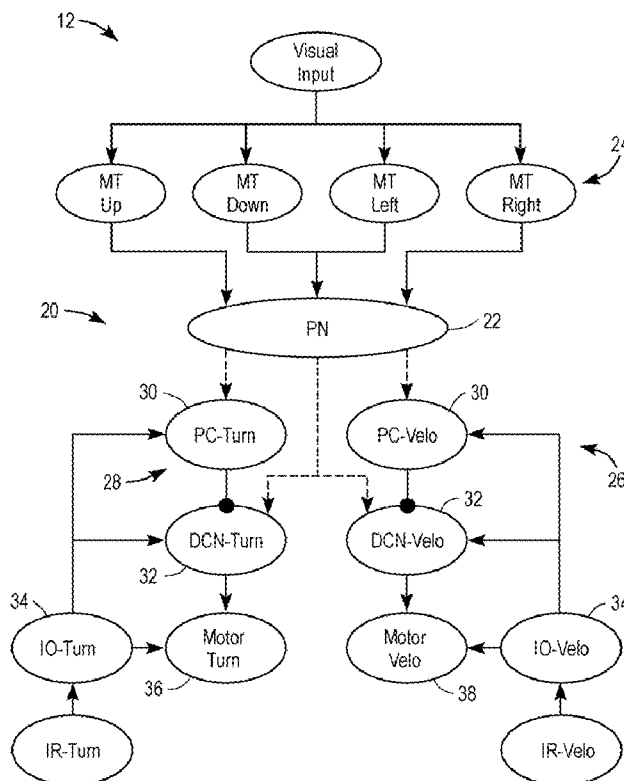 12
Visual
Input
MT
Up
MT
Down
MT
Left
MT
Right
24
20
PN
22
30
PC-Turn
PC-Velo
30
28
26
DCN-Turn
32
DCN-Velo
32
34
IO-Turn
Motor
Turn
36
Motor
Velo
38
IO-Velo
34
IR-Turn
IR-Velo